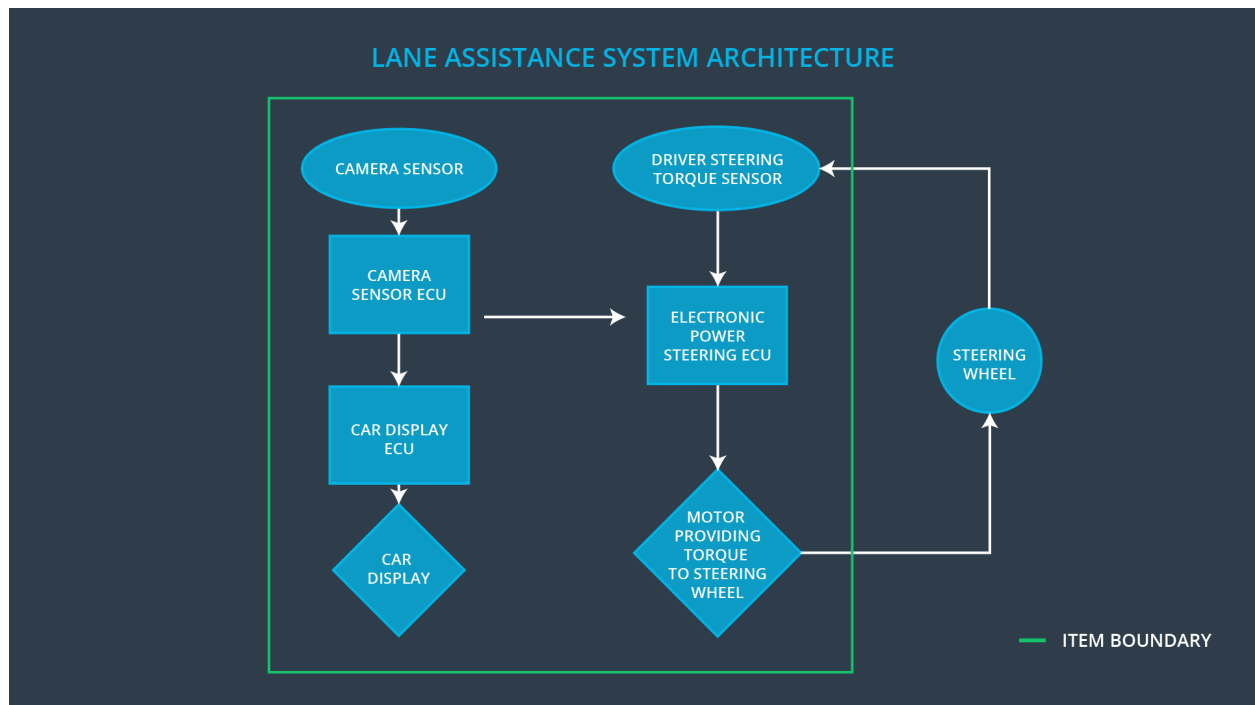 LANE ASSISTANCE SYSTEM ARCHITECTURE
CAMERA SENSOR
CAMERA
SENSOR ECU
CAR DISPLAY
ECU
CAR
DISPLAY
DRIVER STEERING
TORQUE SENSOR
ELECTRONIC
POWER
STEERING ECU
MOTOR
PROVIDING
TORQUE
TO STEERING
WHEEL
STEERING
WHEEL
ITEM BOUNDARY